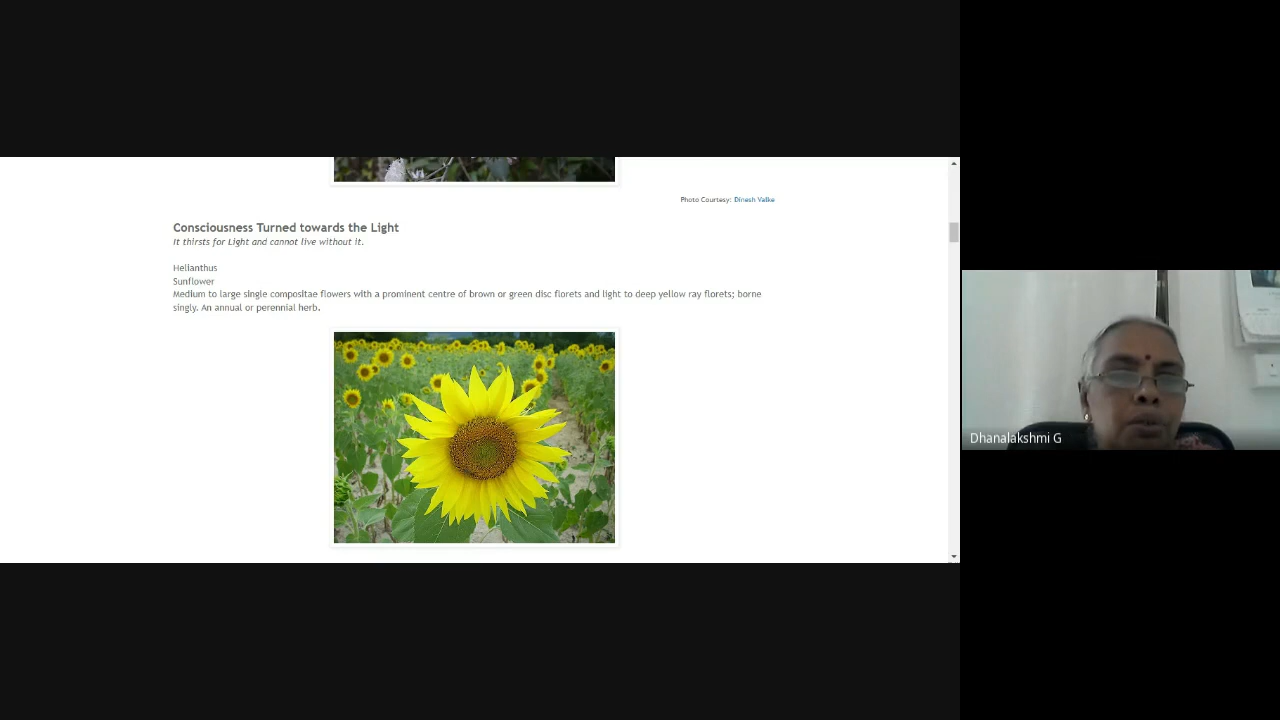 Photo Courtesy: Dinesh Valke
Consciousness Turned towards the Light
It thirsts for Light and cannot live without it.
Helianthus
Sunflower
Medium to large single compositae flowers with a prominent centre of brown or green disc florets and light to deep yellow ray florets; borne
singly. An annual or perennial herb.
Dhanalakshmi G